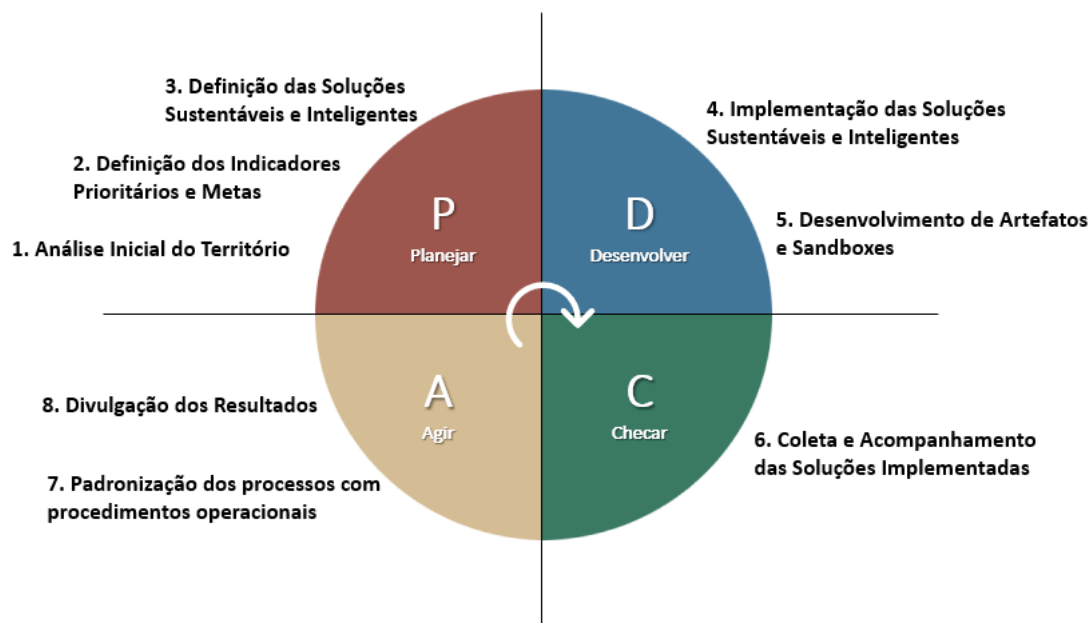 3. Definição das Soluções
Sustentáveis e Inteligentes
2. Definição dos Indicadores
Prioritários e Metas
1. Análise Inicial do Território
P
Planejar
D
Desenvolver
4. Implementação das Soluções
Sustentáveis e Inteligentes
5. Desenvolvimento de Artefatos
e Sandboxes
A
Agir
C
Checar
6. Coleta e Acompanhamento
das Soluções Implementadas
8. Divulgação dos Resultados
7. Padronização dos processos com
procedimentos operacionais